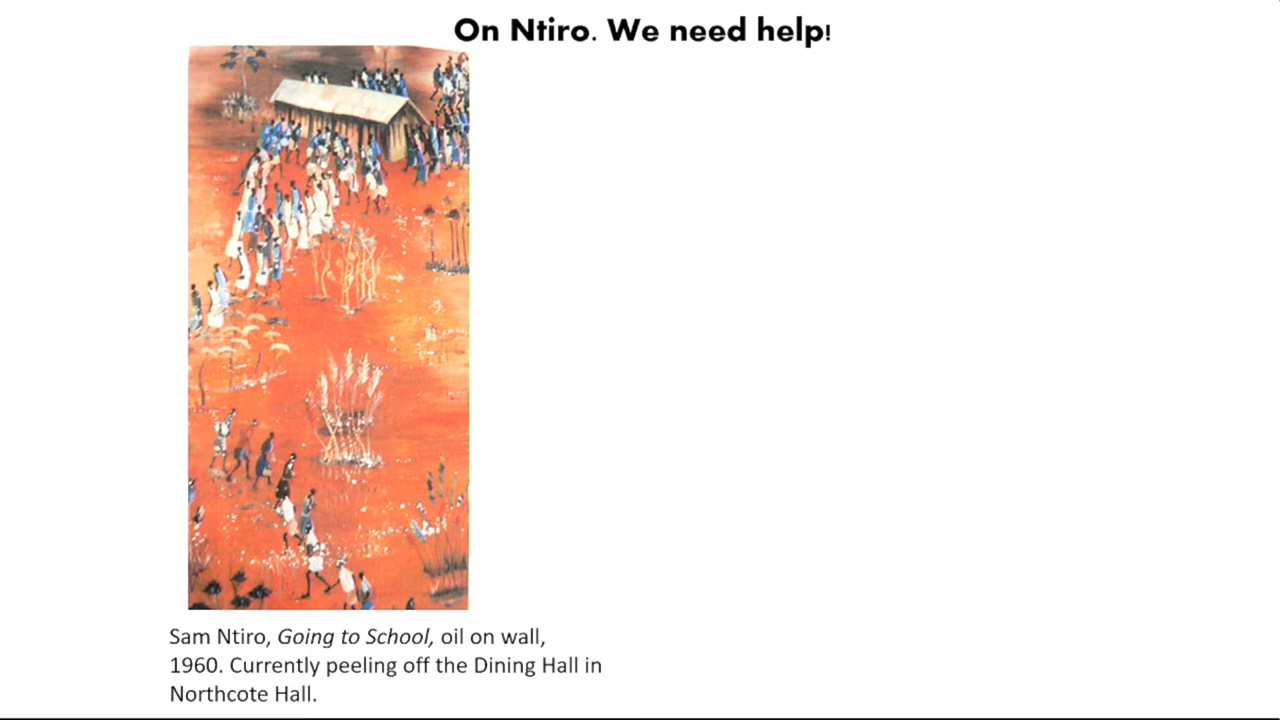 On Ntiro. We need help!
Sam Ntiro, Going to School, oil on wall,
1960. Currently peeling off the Dining Hall in
Northcote Hall.